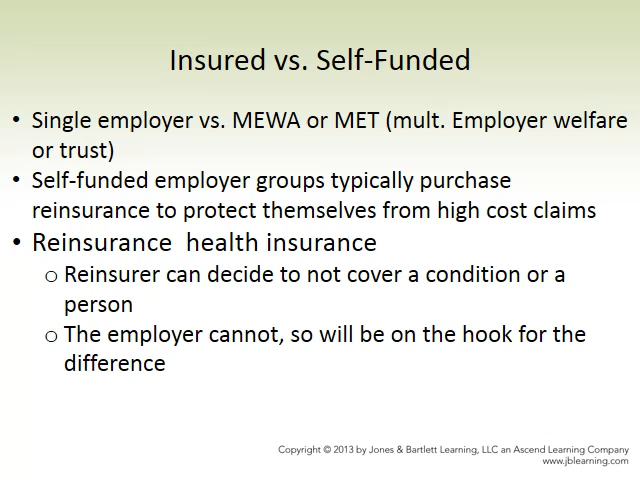 Insured vs. Self-Funded
• Single employer vs. MEWA or MET (mult. Employer welfare
or trust)
• Self-funded employer groups typically purchase
reinsurance to protect themselves from high cost claims
• Reinsurance  health insurance
o Reinsurer can decide to not cover a condition or a
person
o The employer cannot, so will be on the hook for the
difference
Copyright © 2013 by Jones & Bartlett Learning, LLC an Ascend Learning Company
www.jblearning.com